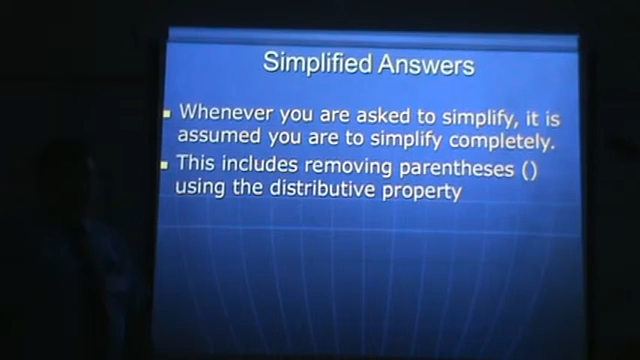 Simplified Answers
Whenever you are asked to simplify, it is
assumed you are to simplify completely.
This includes removing parentheses ()
using the distributive property